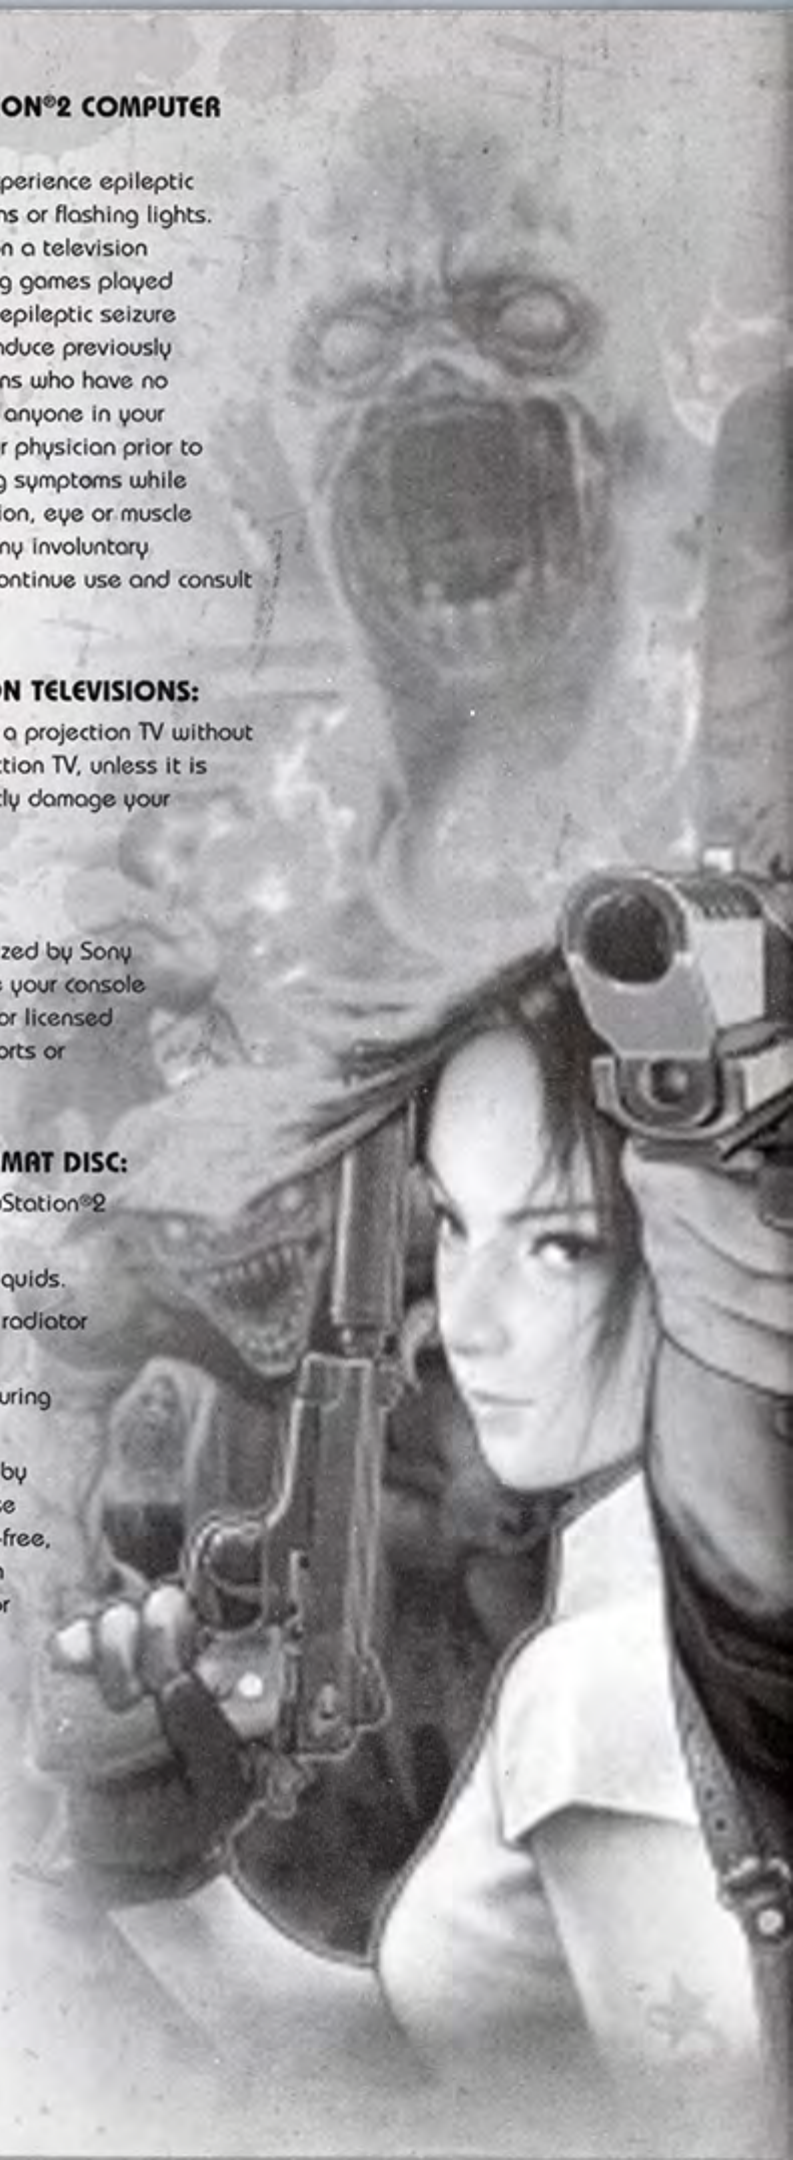 ON®2 COMPUTER
perience epileptic
ns or flashing lights.
n a television
g games played
epileptic seizure
nduce previously
ns who have no
anyone in your
r physician prior to
g symptoms while
ion, eye or muscle
ny involuntary
ontinue use and consult
ON TELEVISIONS:
a projection TV without
ction TV, unless it is
tly damage your
zed by Sony
e your console
or licensed
orts or
MAT DISC:
yStation®2
quids.
radiator
uring
by
se
-free,
n
or